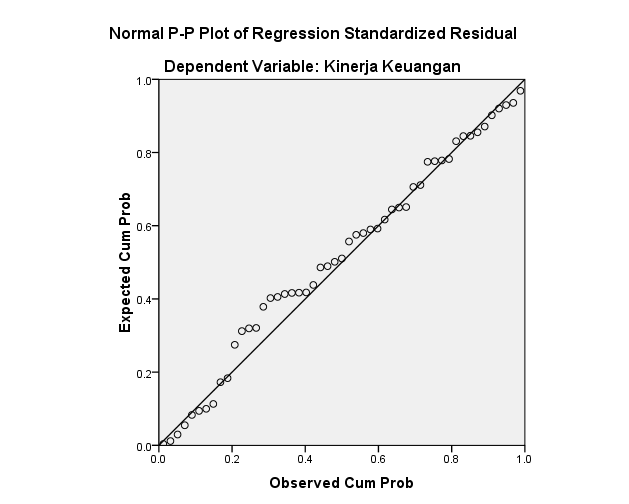 Normal P-P Plot of Regression Standardized Residual
Dependent Variable: Kinerja Keuangan
Expected Cum Prob
1.0
0.8
0.6
0.4
0.2
0.0
0.0 0.2 0.4 0.6 0.8 1.0
Observed Cum Prob